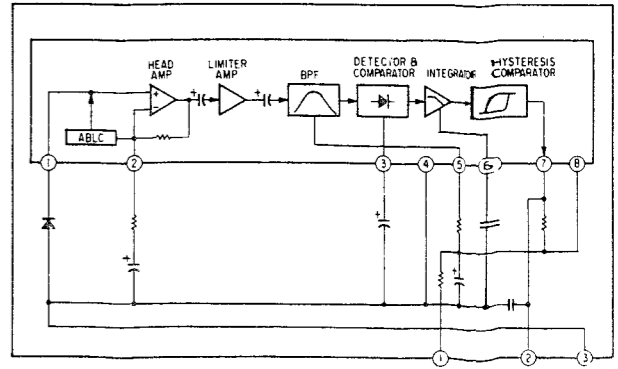 HEAD
AMP
LIMITER
AMP
BPF
DETECTOR &
COMPARATOR
INTEGRATOR
HYSTERESIS
COMPARATOR
+
−
+
+
ABLC
1
2
3
4
5
6
7
8
+
+
+
1
2
3